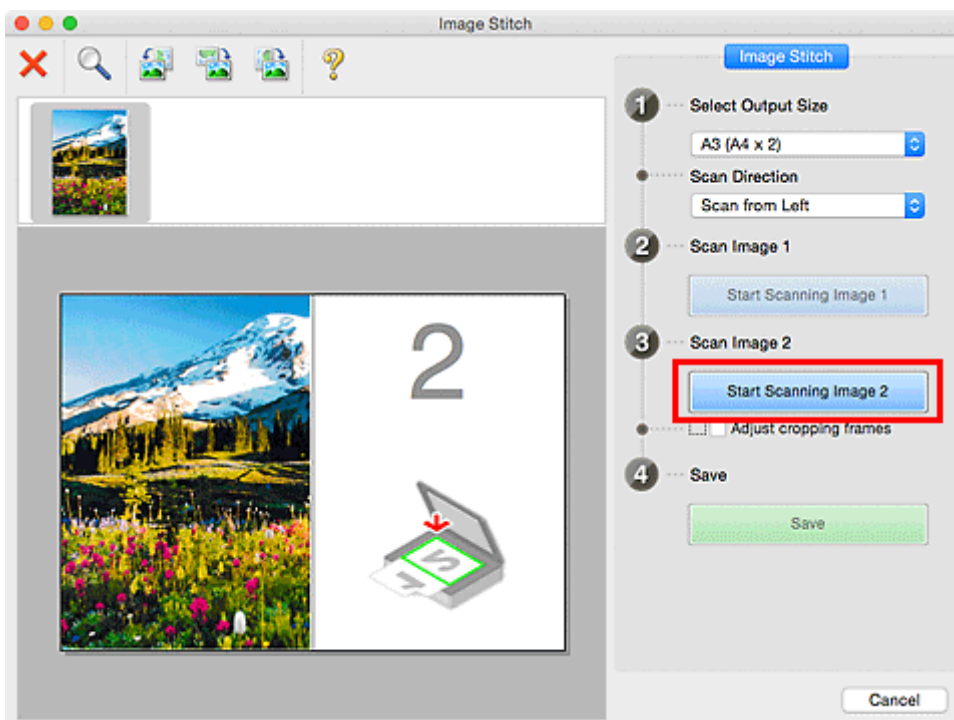 Image Stitch
Image Stitch
1 Select Output Size
A3 (A4 x 2)
Scan Direction
Scan from Left
2 Scan Image 1
Start Scanning Image 1
3 Scan Image 2
Start Scanning Image 2
Adjust cropping frames
4 Save
Save
2
1 2
Cancel